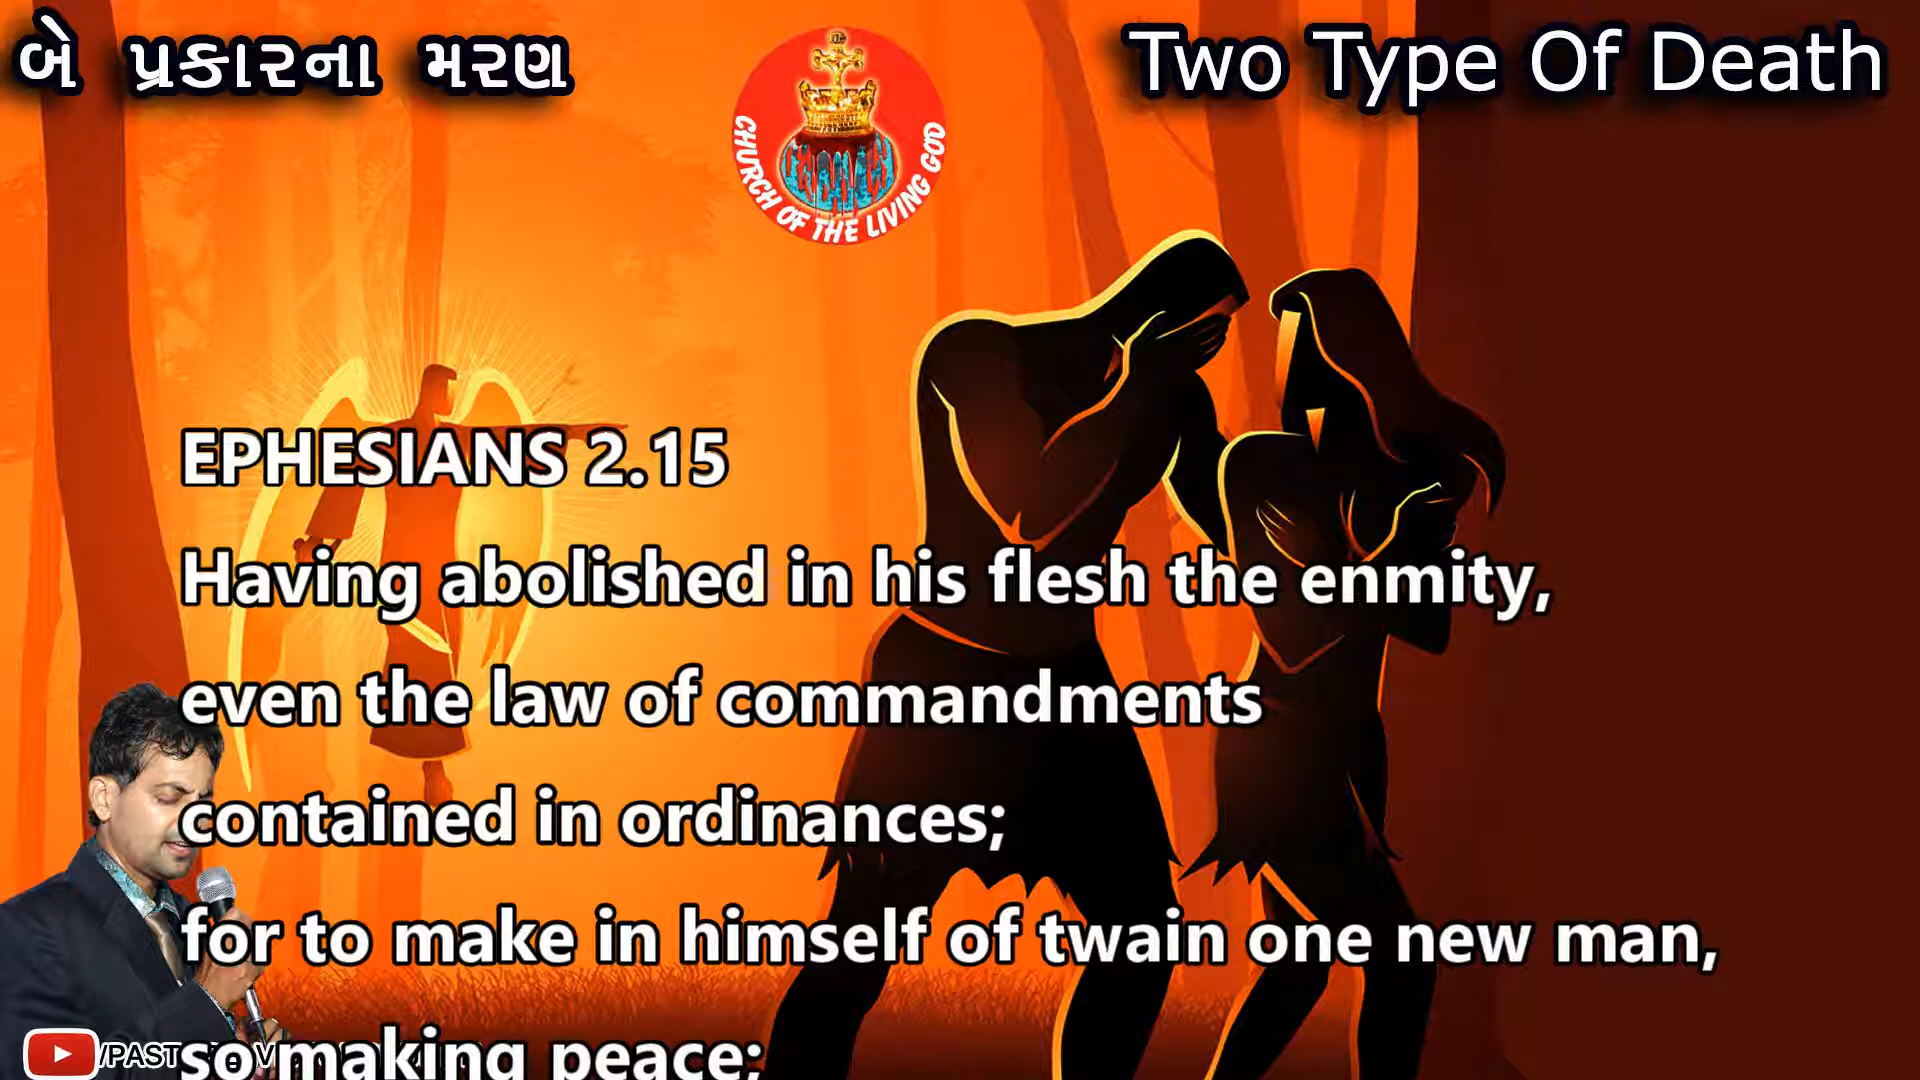 બે પ્રકારના મરણ
Two Type Of Death
CHURCH OF THE LIVING GOD
EPHESIANS 2.15
Having abolished in his flesh the enmity,
even the law of commandments
contained in ordinances;
for to make in himself of twain one new man,
so making peace;